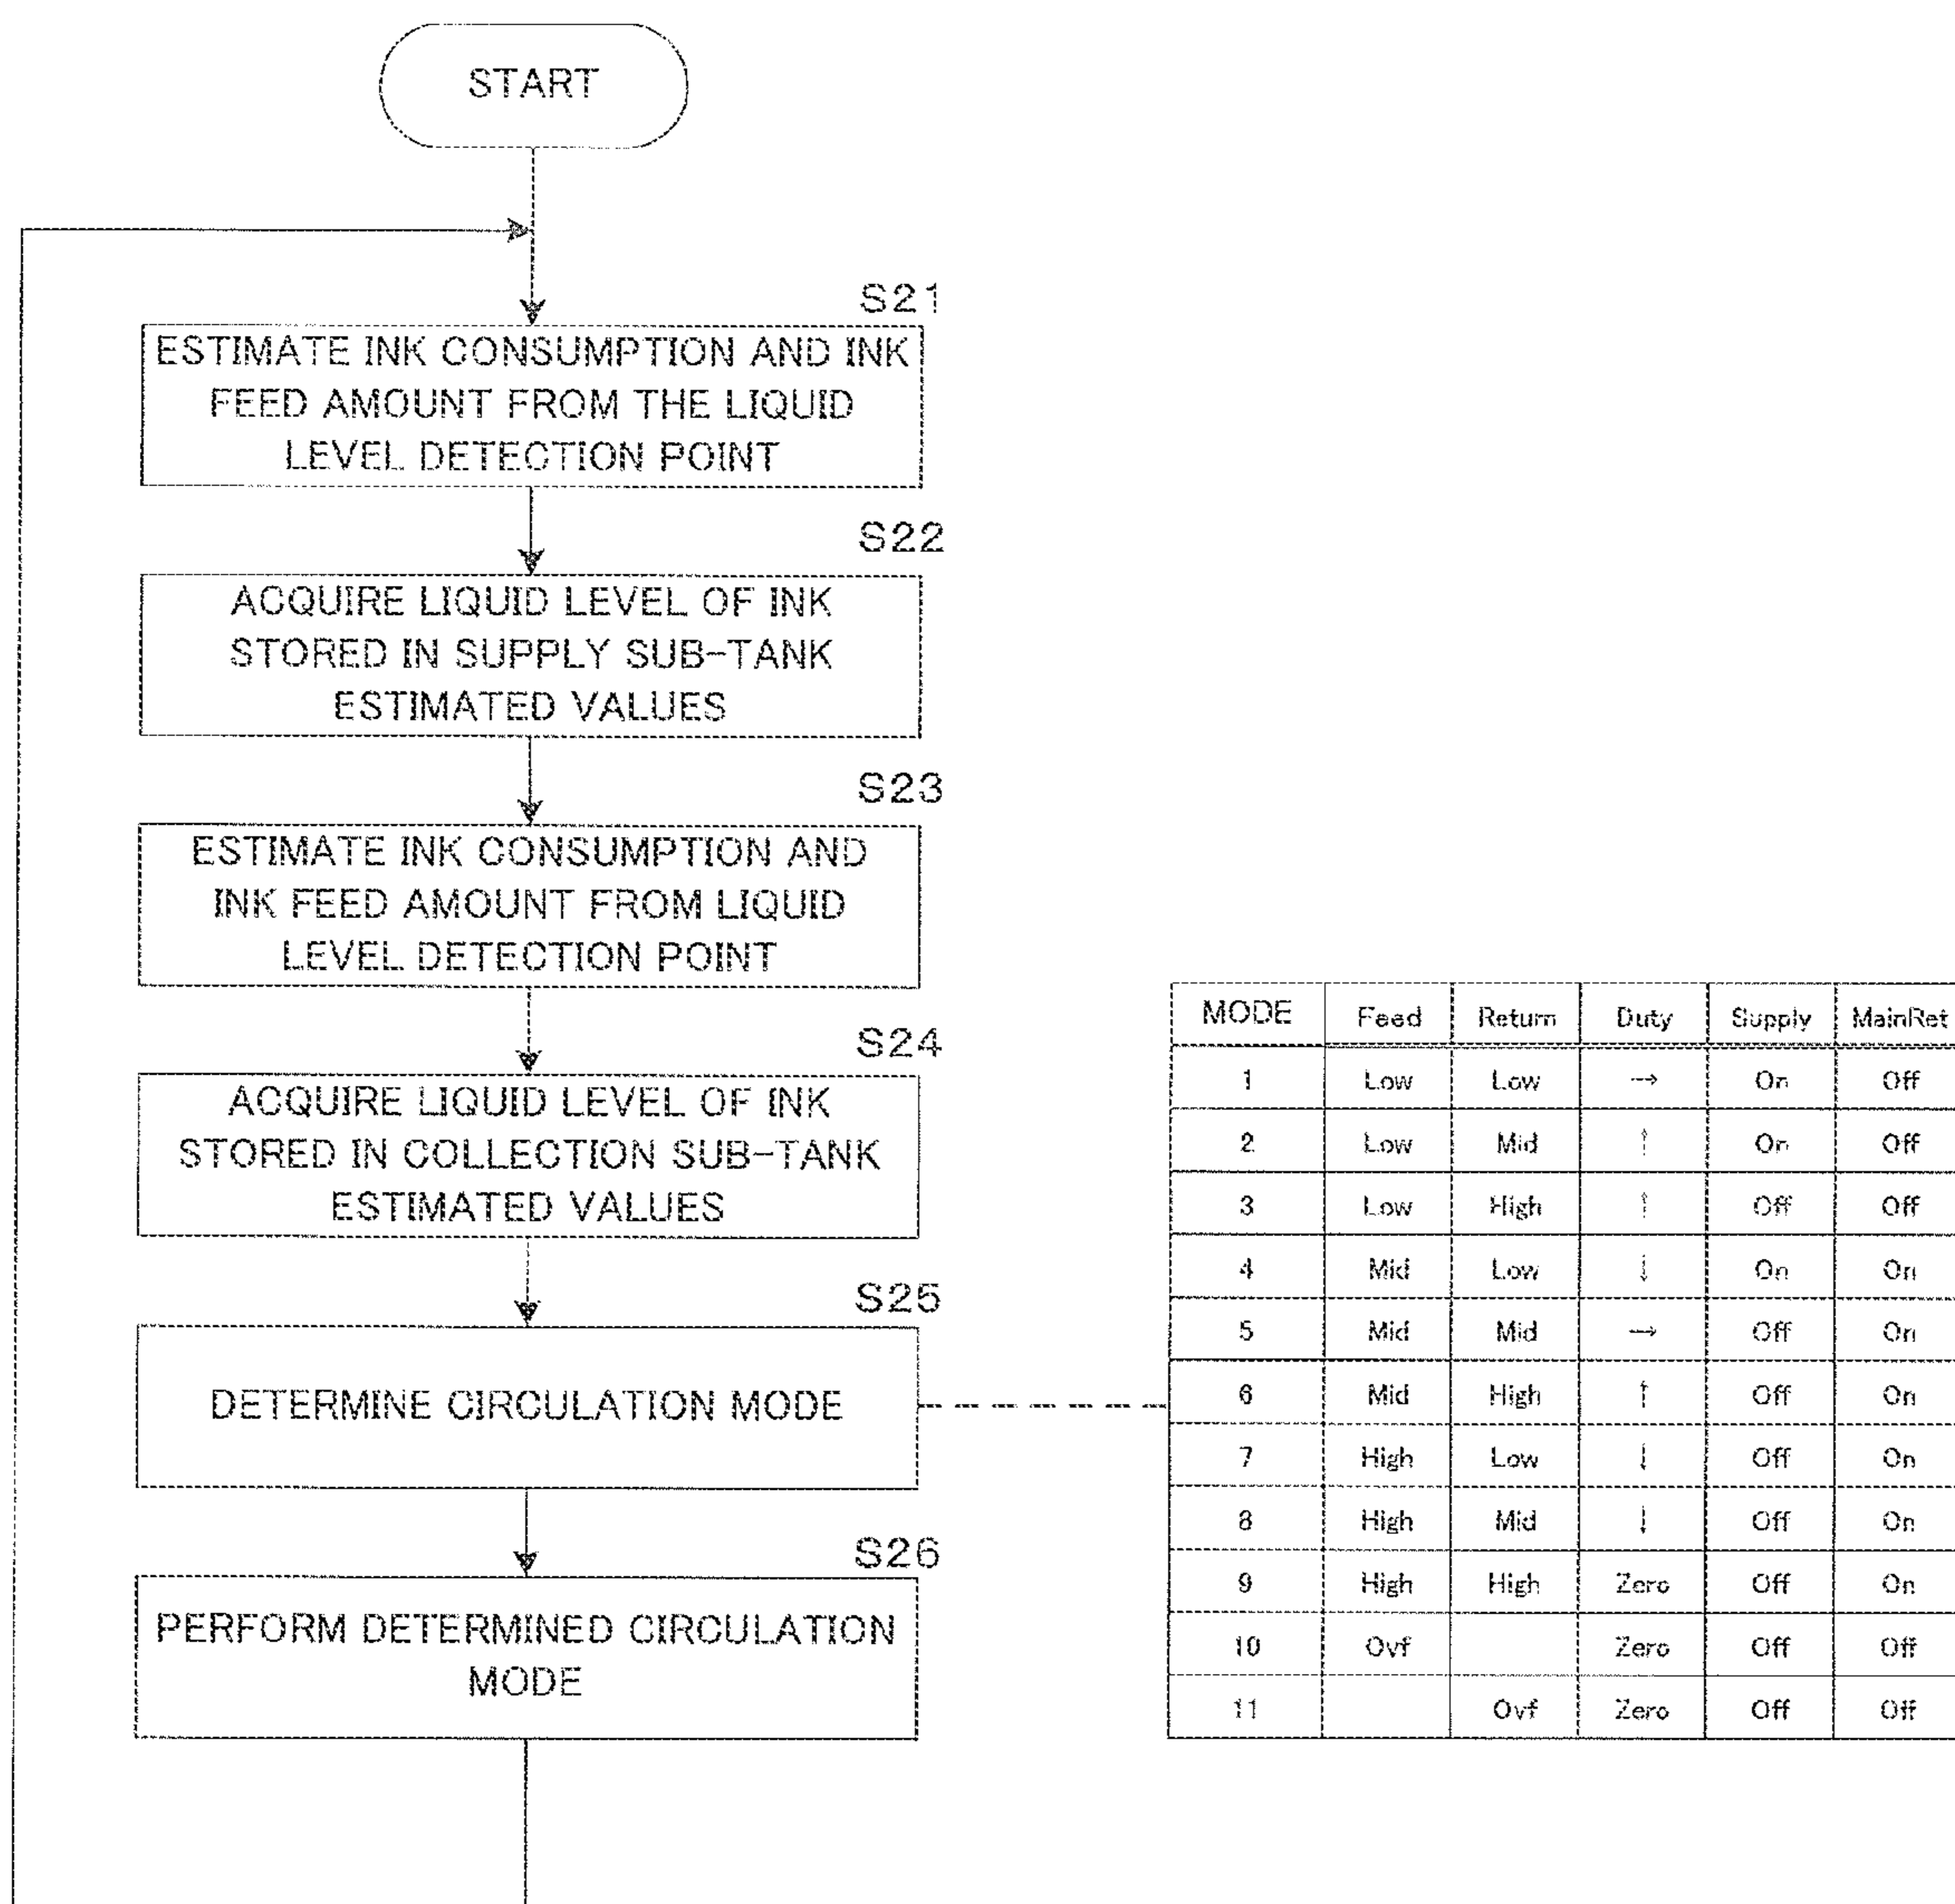 START
S21
ESTIMATE INK CONSUMPTION AND INK
FEED AMOUNT FROM THE LIQUID
LEVEL DETECTION POINT
S22
ACQUIRE LIQUID LEVEL OF INK
STORED IN SUPPLY SUB-TANK
ESTIMATED VALUES
S23
ESTIMATE INK CONSUMPTION AND
INK FEED AMOUNT FROM LIQUID
LEVEL DETECTION POINT
S24
ACQUIRE LIQUID LEVEL OF INK
STORED IN COLLECTION SUB-TANK
ESTIMATED VALUES
S25
DETERMINE CIRCULATION MODE
S26
PERFORM DETERMINED CIRCULATION
MODE
MODE Feed Return Duty Supply MainRet
1 Low Low → On Off
2 Low Mid ↑ On Off
3 Low High ↑ Off Off
4 Mid Low ↓ On On
5 Mid Mid → Off On
6 Mid High ↑ Off On
7 High Low ↓ Off On
8 High Mid ↓ Off On
9 High High Zero Off On
10 Ovf Zero Off Off
11 Ovf Zero Off Off